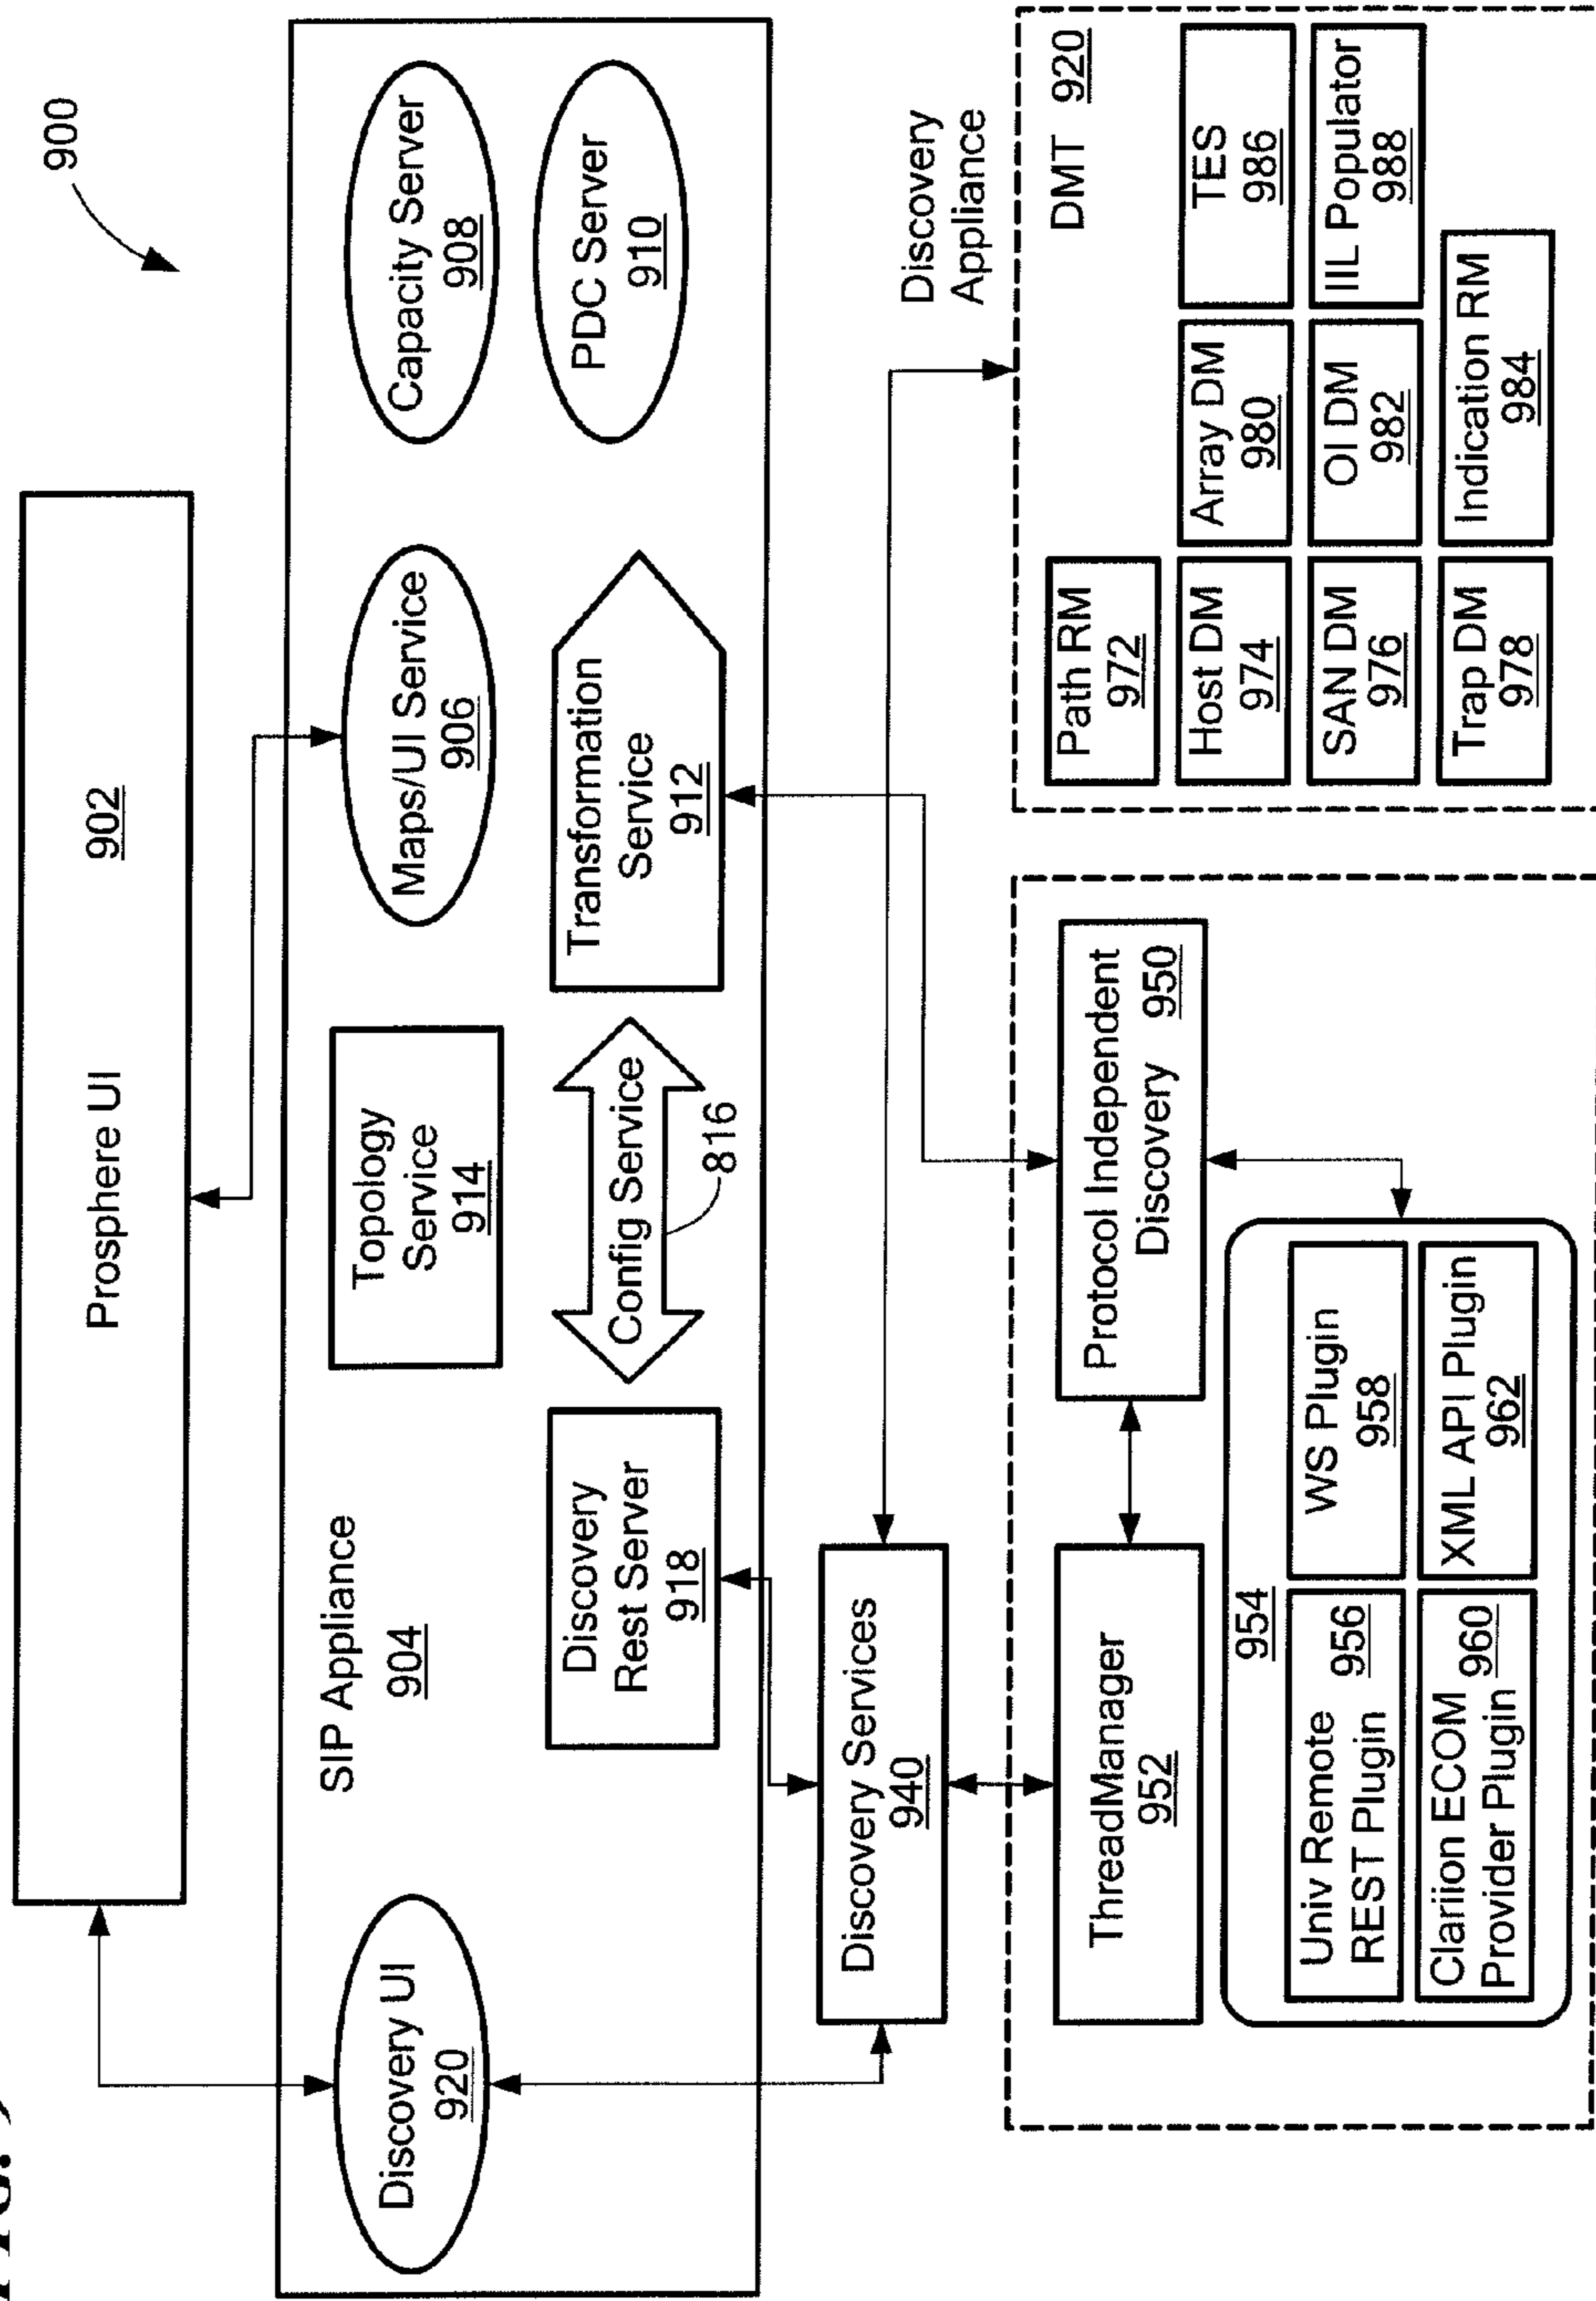 FIG. 9
900
Prosphere UI
902
SIP Appliance
904
Discovery UI
920
Topology
Service
914
Maps/UI Service
906
Capacity Server
908
Discovery
Rest Server
918
Config Service
816
Transformation
Service
912
PDC Server
910
Discovery Services
940
Discovery
Appliance
ThreadManager
952
Protocol Independent
Discovery 950
954
Univ Remote
REST Plugin 956
WS Plugin
958
Clariion ECOM
Provider Plugin 960
XML API Plugin
962
DMT 920
Path RM
972
Host DM
974
Array DM
980
TES
986
SAN DM
976
OI DM
982
IIIL Populator
988
Trap DM
978
Indication RM
984